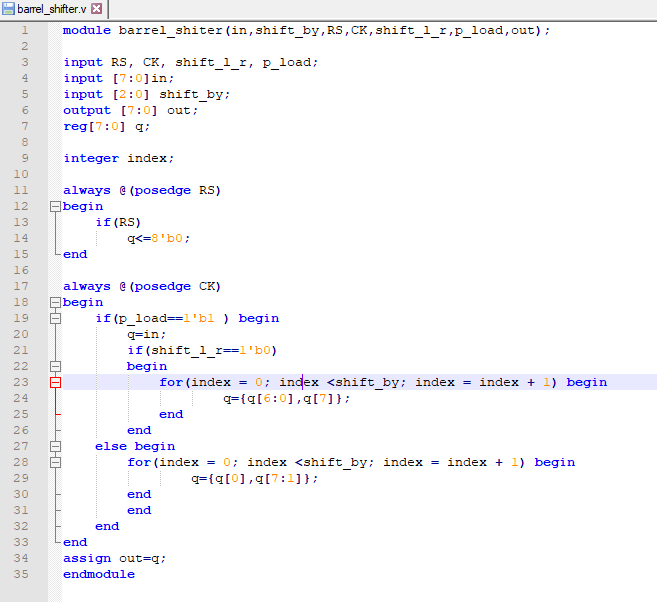 barrel_shifter.v
1 module barrel_shiter(in,shift_by,RS,CK,shift_l_r,p_load,out);
2
3 input RS, CK, shift_l_r, p_load;
4 input [7:0]in;
5 input [2:0] shift_by;
6 output [7:0] out;
7 reg[7:0] q;
8
9 integer index;
10
11 always @(posedge RS)
12 begin
13     if(RS)
14         q<=8'b0;
15 end
16
17 always @(posedge CK)
18 begin
19     if(p_load==1'b1 ) begin
20         q=in;
21         if(shift_l_r==1'b0)
22         begin
23             for(index = 0; index <shift_by; index = index + 1) begin
24                     q={q[6:0],q[7]};
25             end
26         end
27     else begin
28         for(index = 0; index <shift_by; index = index + 1) begin
29                 q={q[0],q[7:1]};
30         end
31         end
32     end
33 end
34 assign out=q;
35 endmodule